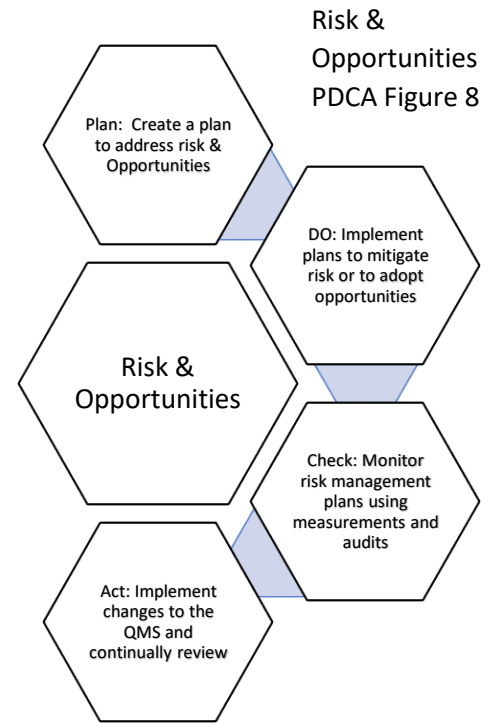 Risk &
Opportunities
PDCA Figure 8
Plan: Create a plan
to address risk &
Opportunities
DO: Implement
plans to mitigate
risk or to adopt
opportunities
Risk &
Opportunities
Check: Monitor
risk management
plans using
measurements and
audits
Act: Implement
changes to the
QMS and
continually review